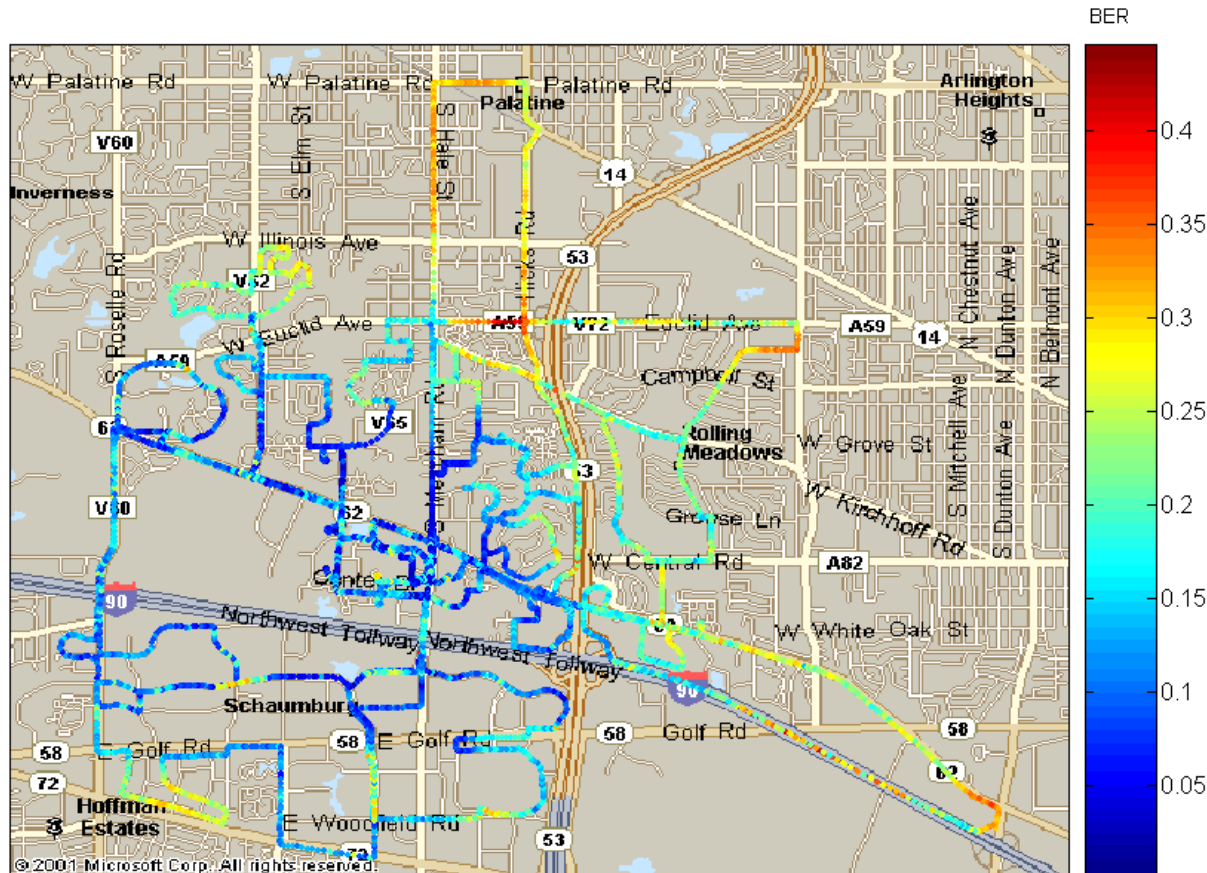 BER
W Palatine Rd
W Palatine Rd
E Palatine Rd
Palatine
Arlington
Heights
S Elm St
S Hale St
V60
14
Inverness
53
W Illinois Ave
V62
S Roselle Rd
W Euclid Ave
A59
V72
Euclid Ave
A59
14
N Chestnut Ave
N Dunton Ave
N Belmont Ave
A59
Campbell St
V65
Rolling
Meadows
W Grove St
S Mitchell Ave
S Dunton Ave
W Kirchhoff Rd
53
V60
62
Grouse Ln
W Central Rd
A82
90
Northwest Tollway
Northwest Tollway
W White Oak St
90
Schaumburg
58
E Golf Rd
58
E Golf Rd
58
Golf Rd
58
72
62
Hoffman
Estates
E Woodfield Rd
72
53
© 2001 Microsoft Corp. All rights reserved.
0.4
0.35
0.3
0.25
0.2
0.15
0.1
0.05